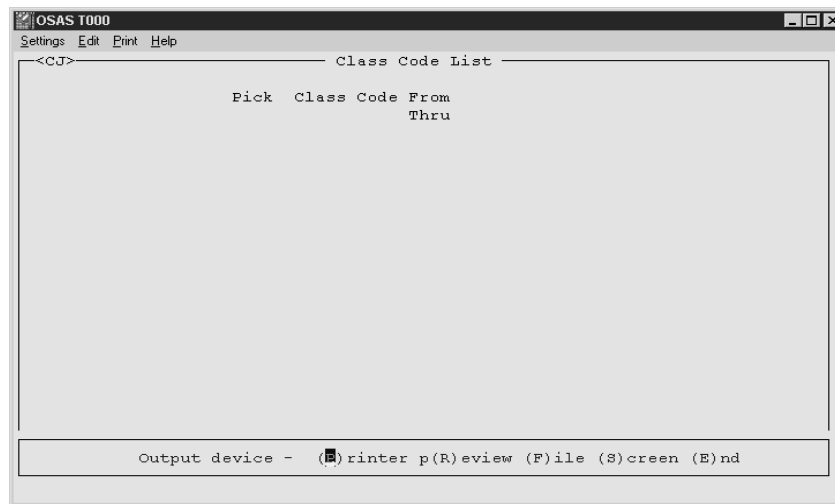 OSAS T000
Settings Edit Print Help
<CJ> Class Code List
Pick Class Code From
Thru
Output device - (P)rinter p(R)eview (F)ile (S)creen (E)nd